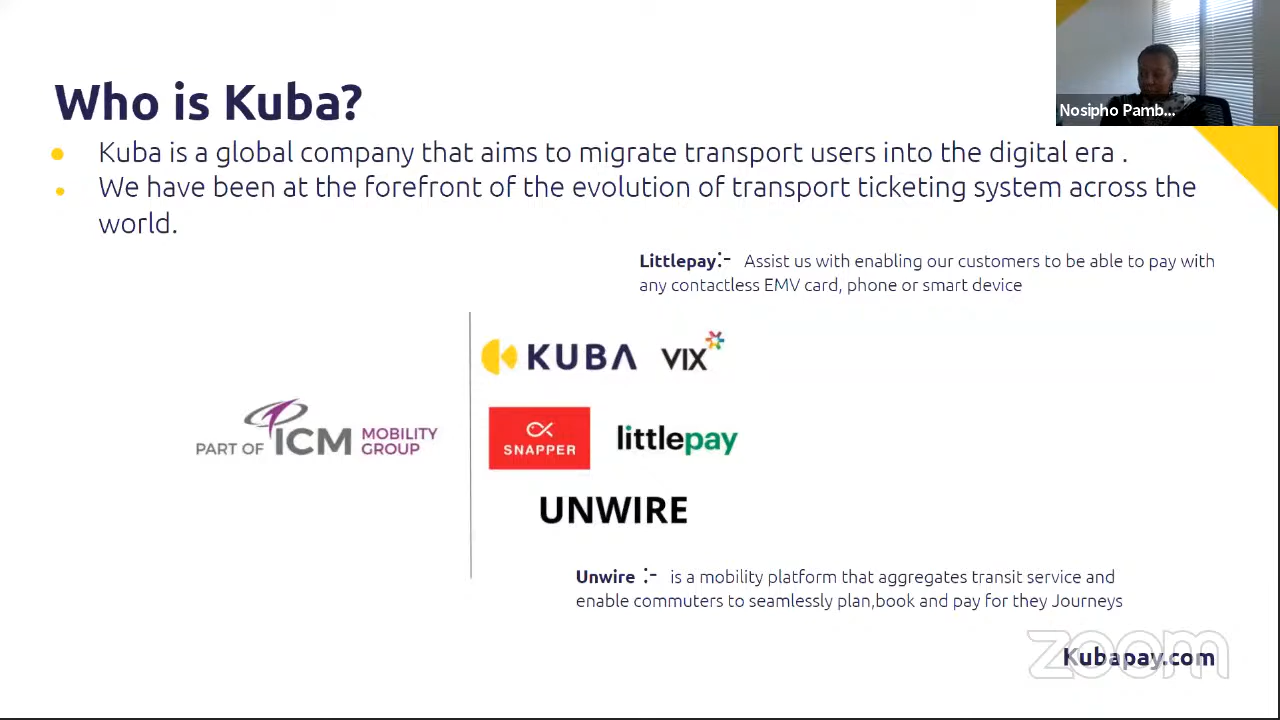 Who is Kuba?
Nosipho Pamb...
Kuba is a global company that aims to migrate transport users into the digital era .
We have been at the forefront of the evolution of transport ticketing system across the
world.
Littlepay:- Assist us with enabling our customers to be able to pay with
any contactless EMV card, phone or smart device
KUBA VIX
PART OF ICM MOBILITY
GROUP
SNAPPER littlepay
UNWIRE
Unwire :- is a mobility platform that aggregates transit service and
enable commuters to seamlessly plan,book and pay for they Journeys
zoom
Kubapay.com